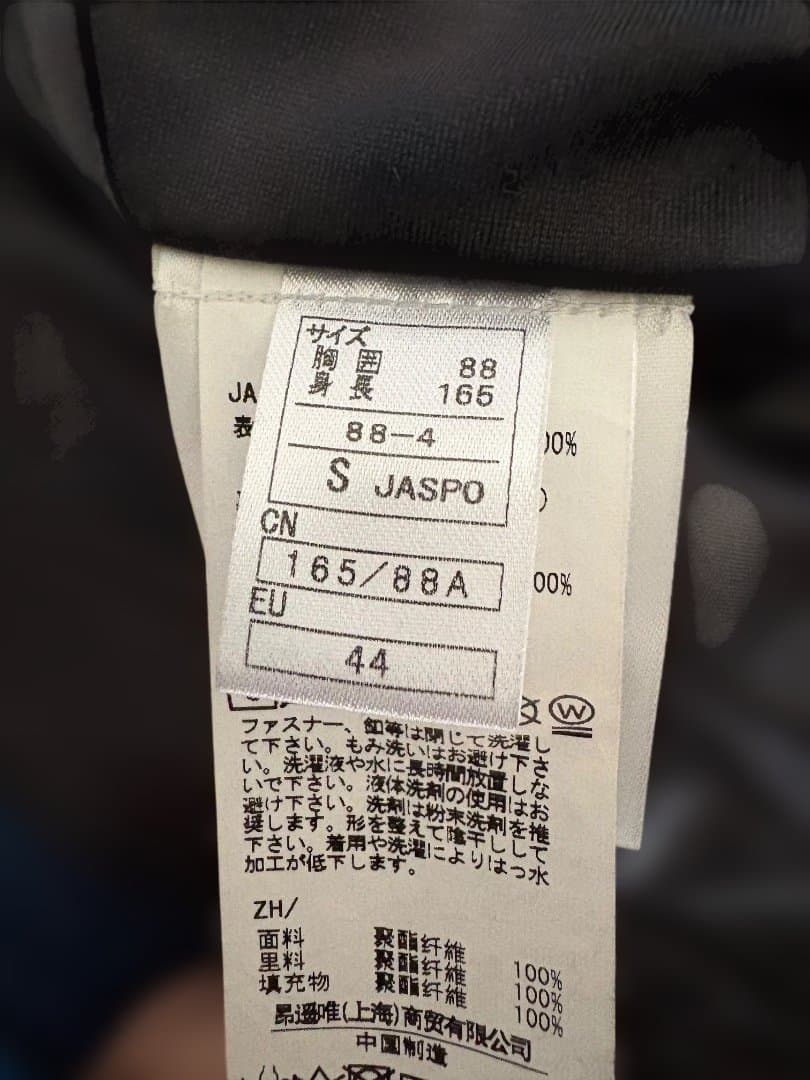 サイズ
胸囲 88
身長 165
88-4
S JASPO
CN
165/88A
EU
44
JA
表
00%
00%
W
ファスナー、釦等は閉じて洗濯し
て下さい。もみ洗いはお避け下さ
い。洗濯液や水に長時間放置しな
いで下さい。液体洗剤の使用はお
避け下さい。洗剤は粉末洗剤を推
奨します。形を整えて陰干しして
下さい。着用や洗濯によりはっ水
加工が低下します。
ZH/
面料 聚酯纤维 100%
里料 聚酯纤维 100%
填充物 聚酯纤维 100%
(上海)商贸有限公司
中国制造